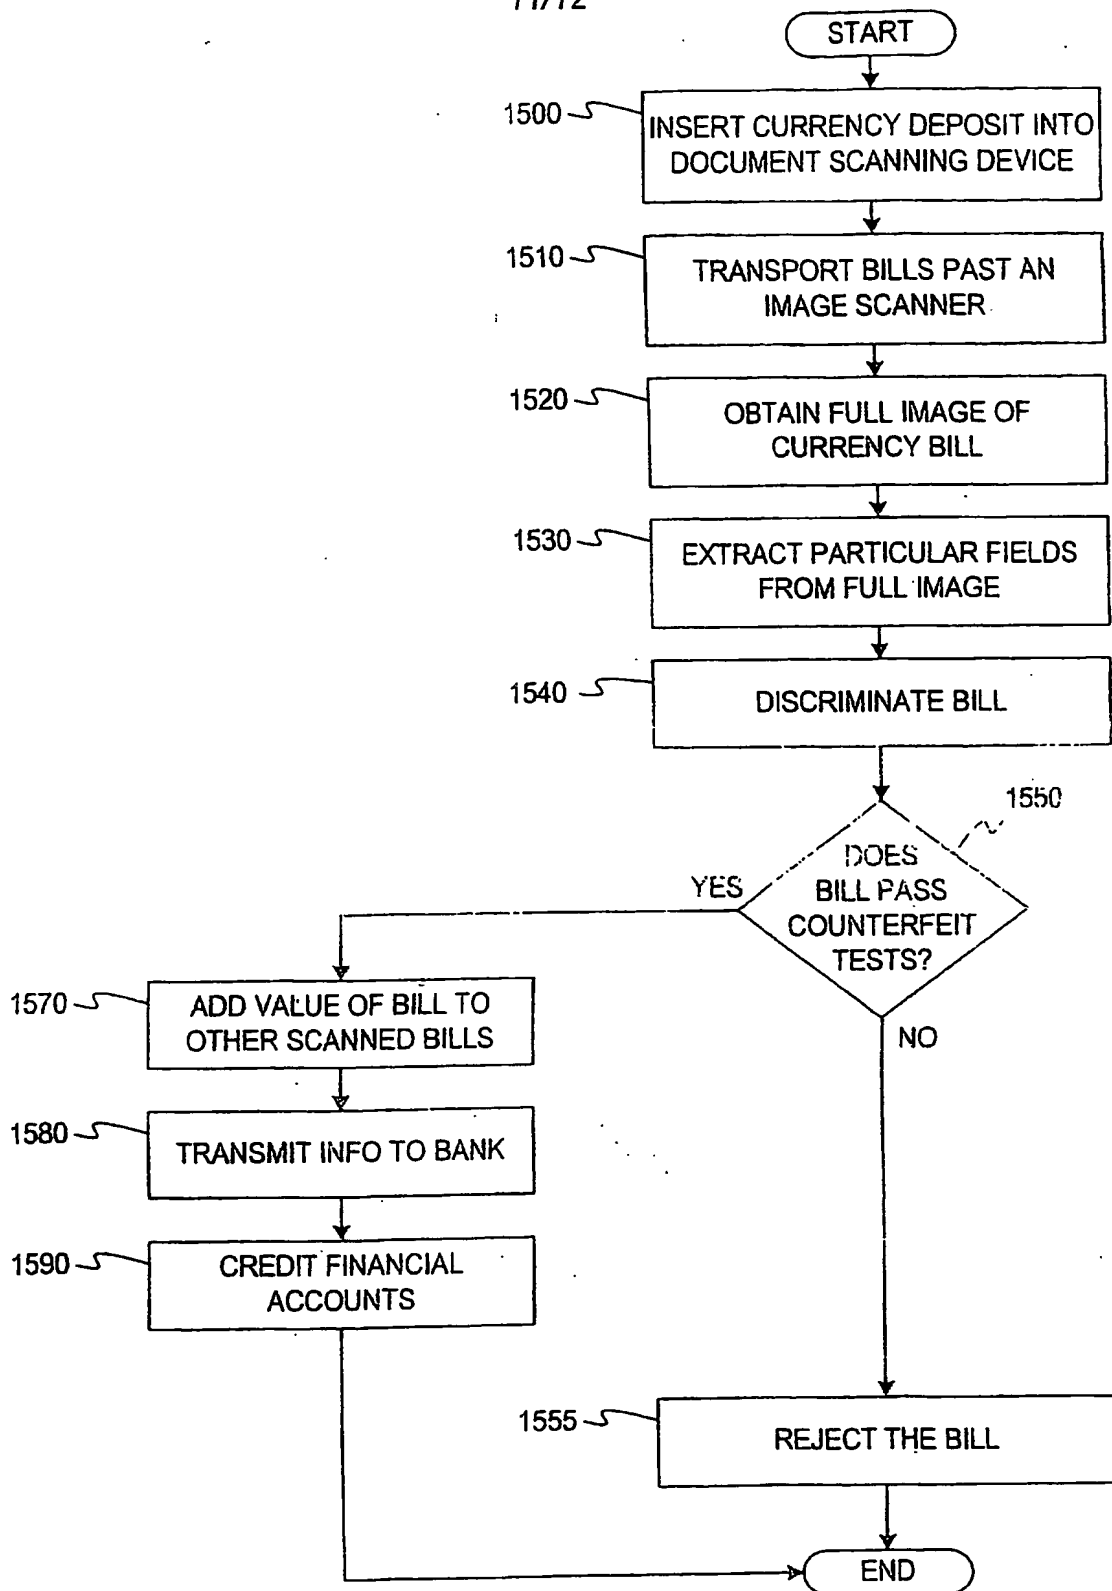 START
1500
INSERT CURRENCY DEPOSIT INTO
DOCUMENT SCANNING DEVICE
1510
TRANSPORT BILLS PAST AN
IMAGE SCANNER
1520
OBTAIN FULL IMAGE OF
CURRENCY BILL
1530
EXTRACT PARTICULAR FIELDS
FROM FULL IMAGE
1540
DISCRIMINATE BILL
1550
DOES
BILL PASS
COUNTERFEIT
TESTS?
YES
NO
1570
ADD VALUE OF BILL TO
OTHER SCANNED BILLS
1580
TRANSMIT INFO TO BANK
1590
CREDIT FINANCIAL
ACCOUNTS
1555
REJECT THE BILL
END